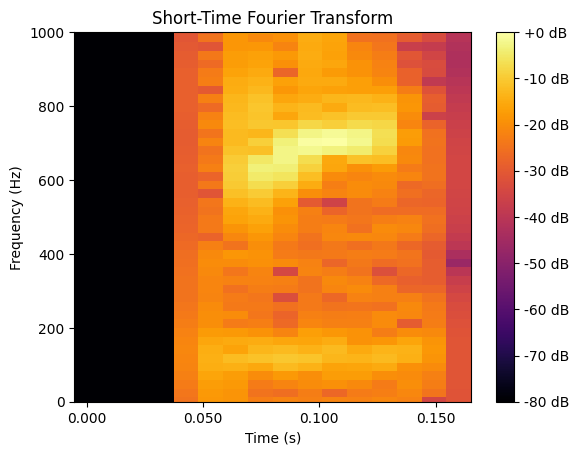 Short-Time Fourier Transform
1000
800
600
400
200
0
Frequency (Hz)
0.000
0.050
0.100
0.150
Time (s)
+0 dB
-10 dB
-20 dB
-30 dB
-40 dB
-50 dB
-60 dB
-70 dB
-80 dB